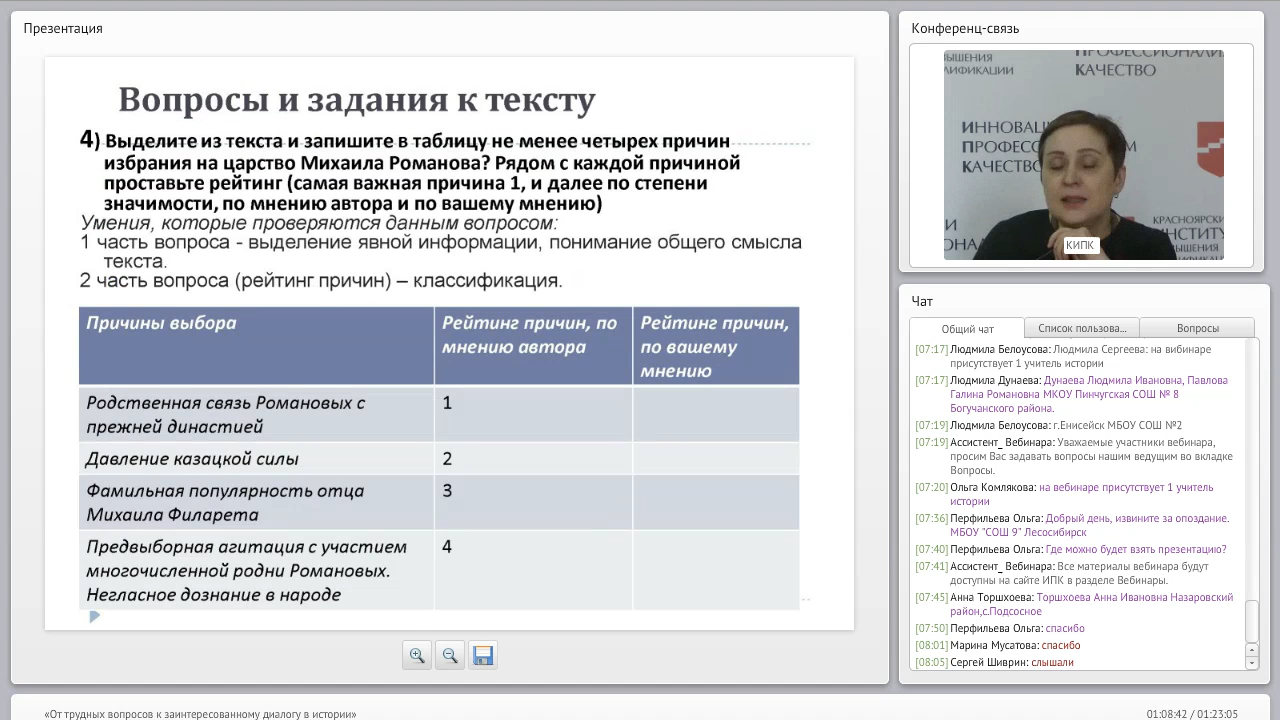 Презентация
Вопросы и задания к тексту
4) Выделите из текста и запишите в таблицу не менее четырех причин
избрания на царство Михаила Романова? Рядом с каждой причиной
проставьте рейтинг (самая важная причина 1, и далее по степени
значимости, по мнению автора и по вашему мнению)
Умения, которые проверяются данным вопросом:
1 часть вопроса - выделение явной информации, понимание общего смысла
текста.
2 часть вопроса (рейтинг причин) – классификация.
Причины выбора
Рейтинг причин, по
мнению автора
Рейтинг причин,
по вашему
мнению
Родственная связь Романовых с
прежней династией
1
Давление казацкой силы
2
Фамильная популярность отца
Михаила Филарета
3
Предвыборная агитация с участием
многочисленной родни Романовых.
Негласное дознание в народе
4
Конференц-связь
ПРОФЕССИОНАЛИ
КАЧЕСТВО
ВЫШЕНИЯ
ЛИФИКАЦИИ
ИННОВАЦ
КАЧЕСТВО
КРАСНОЯРСКИ
ИНСТИТУ
КИПК
Чат
Общий чат
Список пользова...
Вопросы
[07:17] Людмила Белоусова: Людмила Сергеева: на вибинаре
присутствует 1 учитель истории
[07:17] Людмила Дунаева: Дунаева Людмила Ивановна, Павлова
Галина Романовна МКОУ Пинчугская СОШ № 8
Богучанского района.
[07:19] Людмила Белоусова: г.Енисейск МБОУ СОШ №2
[07:19] Ассистент_ Вебинара: Уважаемые участники вебинара,
просим Вас задавать вопросы нашим ведущим во вкладке
Вопросы.
[07:20] Ольга Комлякова: на вебинаре присутствует 1 учитель
истории
[07:36] Перфильева Ольга: Добрый день, извините за опоздание.
МБОУ "СОШ 9" Лесосибирск
[07:40] Перфильева Ольга: Где можно будет взять презентацию?
[07:41] Ассистент_ Вебинара: Все материалы вебинара будут
доступны на сайте ИПК в разделе Вебинары.
[07:45] Анна Торшхоева: Торшхоева Анна Ивановна Назаровский
район,с.Подсосное
[07:50] Перфильева Ольга: спасибо
[08:01] Марина Мусатова: спасибо
[08:05] Сергей Шиврин: слышали
«От трудных вопросов к заинтересованному диалогу в истории»
01:08:42 / 01:23:05